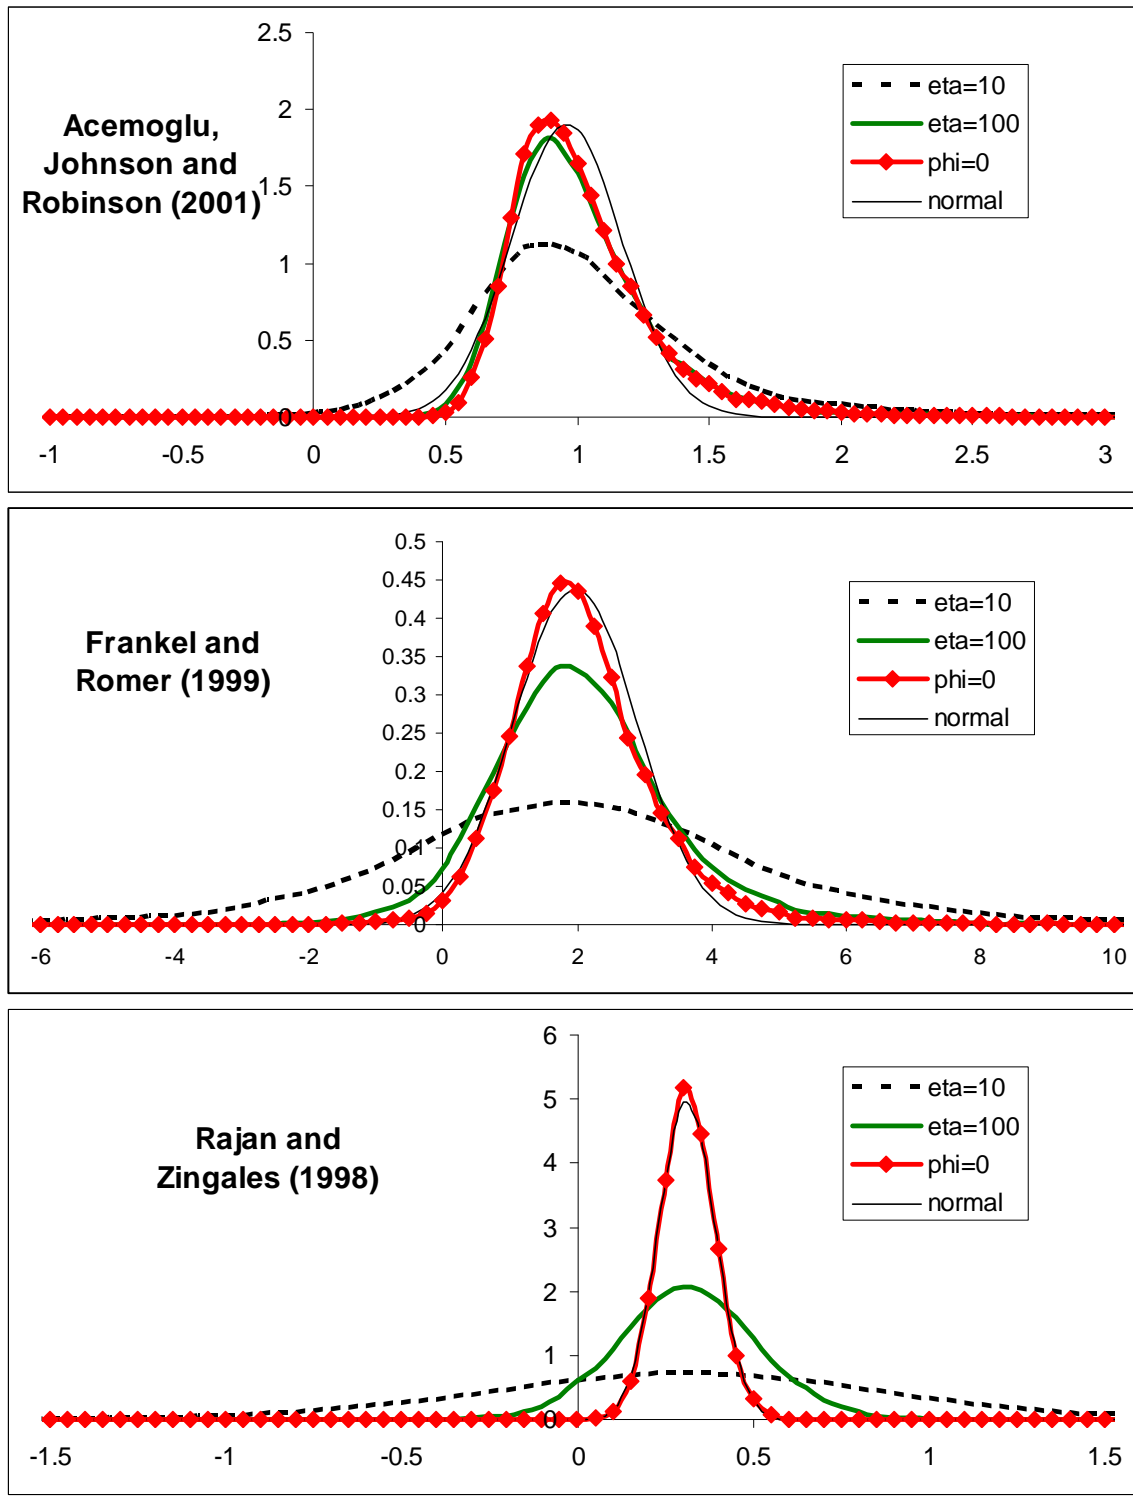 2.5
2
1.5
1
0.5
0
-1 -0.5 0 0.5 1 1.5 2 2.5 3
Acemoglu,
Johnson and
Robinson (2001)
eta=10
eta=100
phi=0
normal
0.5
0.45
0.4
0.35
0.3
0.25
0.2
0.15
0.1
0.05
0
-6 -4 -2 0 2 4 6 8 10
Frankel and
Romer (1999)
eta=10
eta=100
phi=0
normal
6
5
4
3
2
1
0
-1.5 -1 -0.5 0 0.5 1 1.5
Rajan and
Zingales (1998)
eta=10
eta=100
phi=0
normal